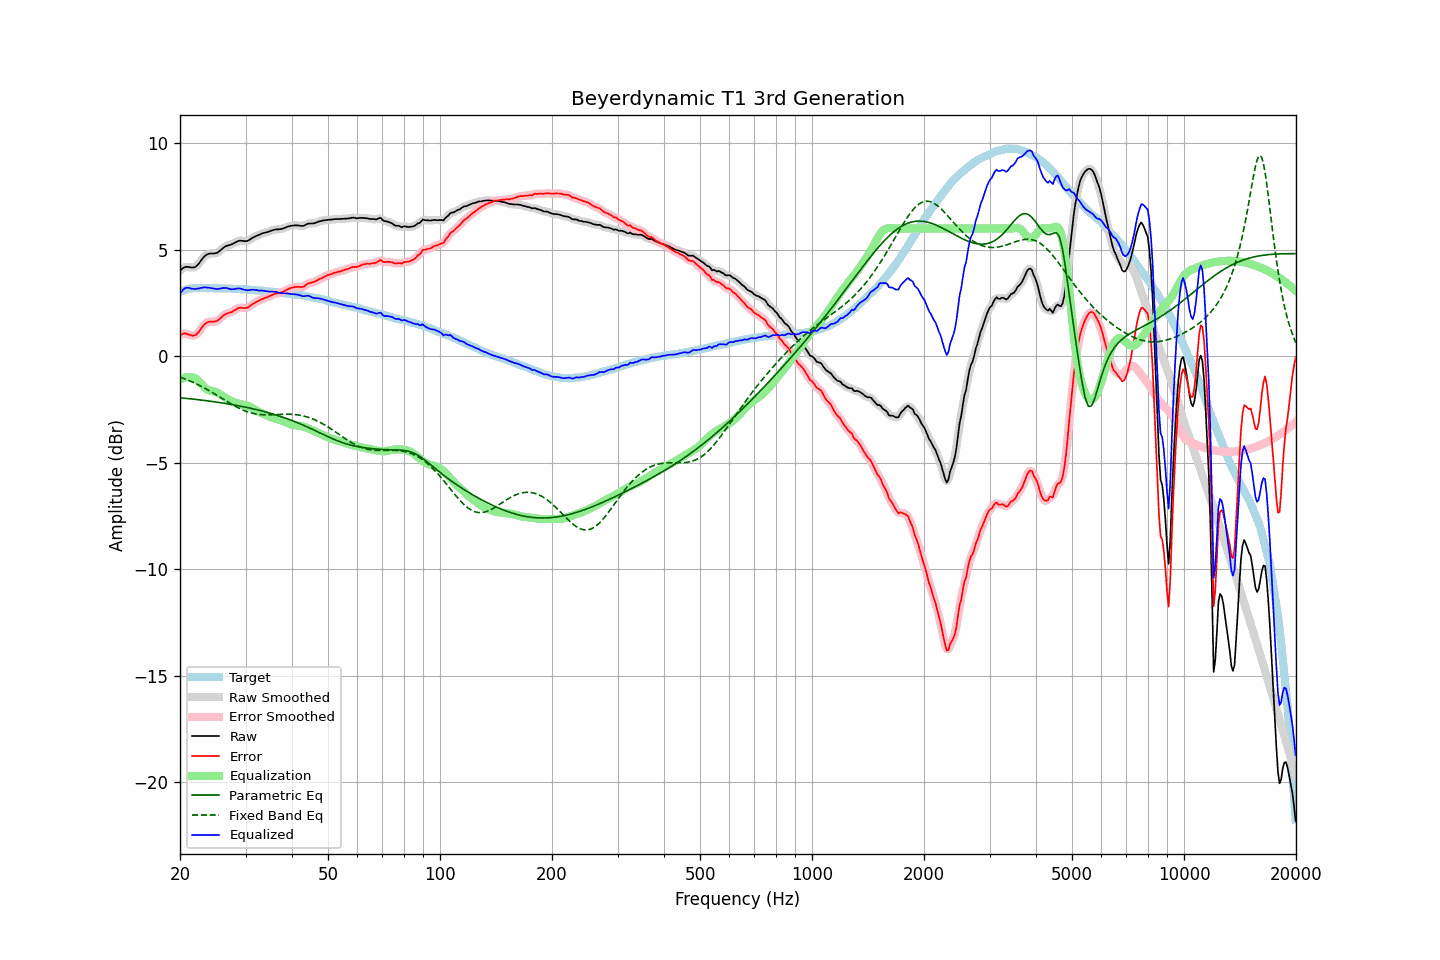 Beyerdynamic T1 3rd Generation
10
5
0
−5
−10
−15
−20
Amplitude (dBr)
Target
Raw Smoothed
Error Smoothed
Raw
Error
Equalization
Parametric Eq
Fixed Band Eq
Equalized
20 50 100 200 500 1000 2000 5000 10000 20000
Frequency (Hz)